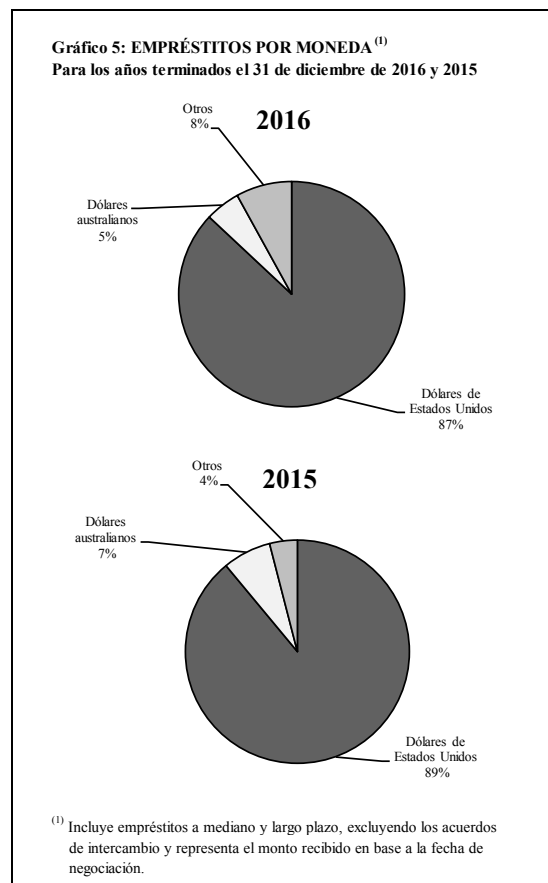 Gráfico 5: EMPRÉSTITOS POR MONEDA (1)
Para los años terminados el 31 de diciembre de 2016 y 2015
2016
Otros
8%
Dólares
australianos
5%
Dólares de
Estados Unidos
87%
2015
Otros
4%
Dólares
australianos
7%
Dólares de
Estados Unidos
89%
(1) Incluye empréstitos a mediano y largo plazo, excluyendo los acuerdos
de intercambio y representa el monto recibido en base a la fecha de
negociación.